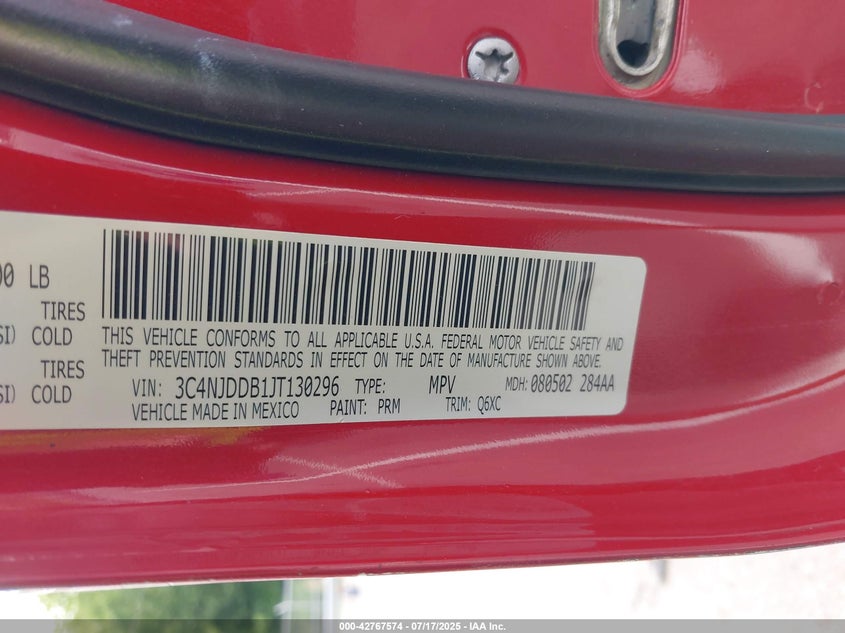 00 LB
TIRES
SI) COLD
TIRES
SI) COLD
THIS VEHICLE CONFORMS TO ALL APPLICABLE U.S.A. FEDERAL MOTOR VEHICLE SAFETY AND
THEFT PREVENTION STANDARDS IN EFFECT ON THE DATE OF MANUFACTURE SHOWN ABOVE.
VIN: 3C4NJDDB1JT130296 TYPE: MPV MDH: 080502 284AA
VEHICLE MADE IN MEXICO PAINT: PRM TRIM: Q6XC
000-42767574 | 07/17/2025 - IAA Inc.